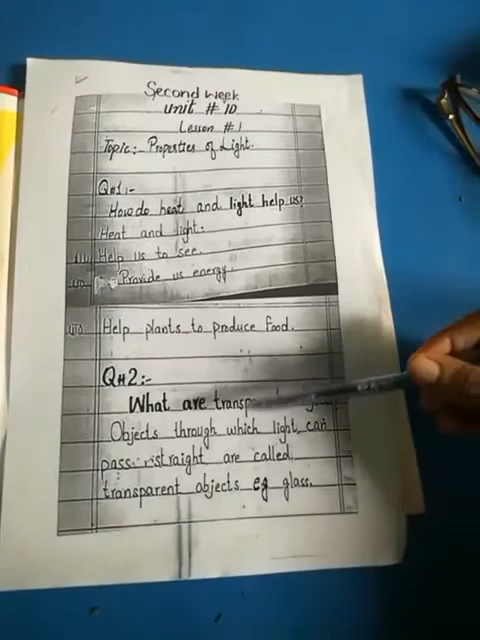 Second Week
Unit # 10
Lesson # 1
Topic:- Properties of Light.
Q#1:-
How do heat and light help us?
Heat and light:
Help us to see.
Provide us energy.
Help plants to produce food.
Q#2:-
What are transp
Objects through which light can
pass straight are called
transparent objects eg glass.